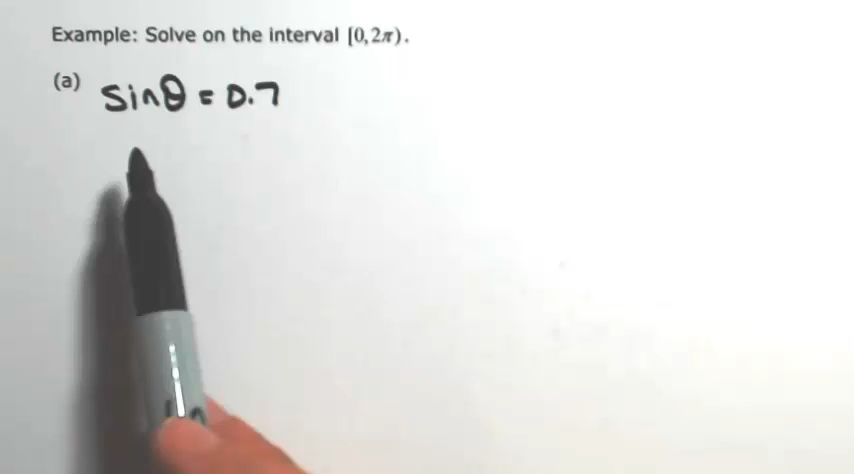 Example: Solve on the interval [0, 2π).
(a) sinθ = 0.7